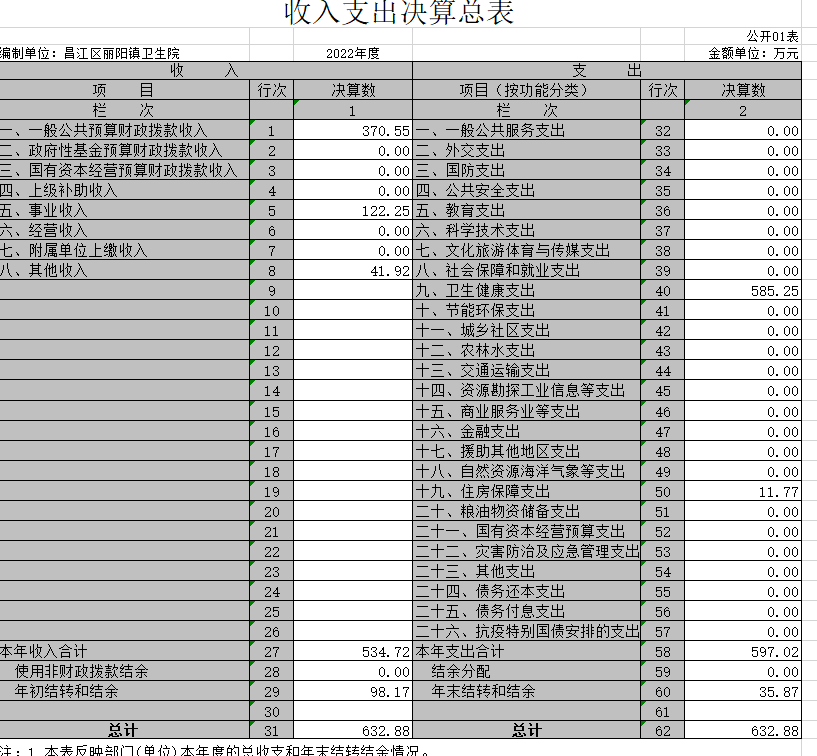 收入支出决算总表
公开01表
编制单位：昌江区丽阳镇卫生院 2022年度 金额单位：万元
收 入 支 出
项 目 行次 决算数 项目（按功能分类） 行次 决算数
栏 次 1 栏 次 2
一、一般公共预算财政拨款收入 1 370.55 一、一般公共服务支出 32 0.00
二、政府性基金预算财政拨款收入 2 0.00 二、外交支出 33 0.00
三、国有资本经营预算财政拨款收入 3 0.00 三、国防支出 34 0.00
四、上级补助收入 4 0.00 四、公共安全支出 35 0.00
五、事业收入 5 122.25 五、教育支出 36 0.00
六、经营收入 6 0.00 六、科学技术支出 37 0.00
七、附属单位上缴收入 7 0.00 七、文化旅游体育与传媒支出 38 0.00
八、其他收入 8 41.92 八、社会保障和就业支出 39 0.00
9 九、卫生健康支出 40 585.25
10 十、节能环保支出 41 0.00
11 十一、城乡社区支出 42 0.00
12 十二、农林水支出 43 0.00
13 十三、交通运输支出 44 0.00
14 十四、资源勘探工业信息等支出 45 0.00
15 十五、商业服务业等支出 46 0.00
16 十六、金融支出 47 0.00
17 十七、援助其他地区支出 48 0.00
18 十八、自然资源海洋气象等支出 49 0.00
19 十九、住房保障支出 50 11.77
20 二十、粮油物资储备支出 51 0.00
21 二十一、国有资本经营预算支出 52 0.00
22 二十二、灾害防治及应急管理支出 53 0.00
23 二十三、其他支出 54 0.00
24 二十四、债务还本支出 55 0.00
25 二十五、债务付息支出 56 0.00
26 二十六、抗疫特别国债安排的支出 57 0.00
本年收入合计 27 534.72 本年支出合计 58 597.02
使用非财政拨款结余 28 0.00 结余分配 59 0.00
年初结转和结余 29 98.17 年末结转和结余 60 35.87
30 61
总计 31 632.88 总计 62 632.88
注：1.本表反映部门(单位)本年度的总收支和年末结转结余情况。